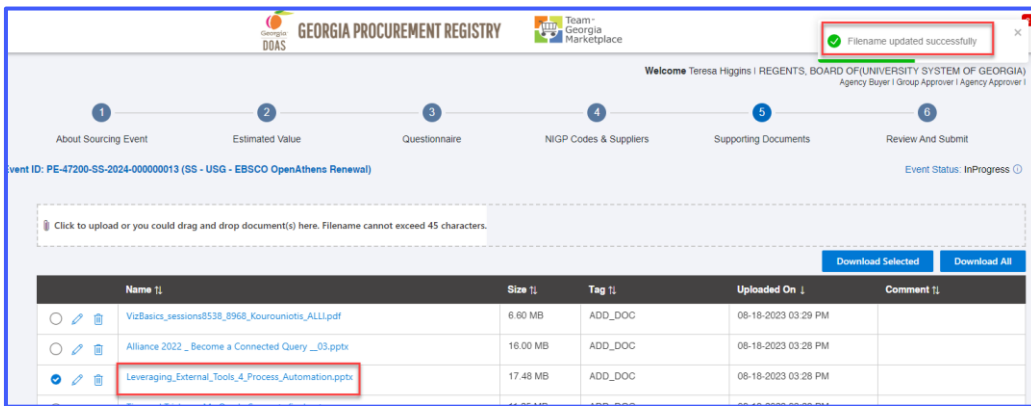 Georgia
DOAS
GEORGIA PROCUREMENT REGISTRY
Team-
Georgia
Marketplace
Filename updated successfully
Welcome Teresa Higgins I REGENTS, BOARD OF(UNIVERSITY SYSTEM OF GEORGIA)
Agency Buyer I Group Approver I Agency Approver I
1 2 3 4 5 6
About Sourcing Event Estimated Value Questionnaire NIGP Codes & Suppliers Supporting Documents Review And Submit
Event ID: PE-47200-SS-2024-000000013 (SS - USG - EBSCO OpenAthens Renewal) Event Status: InProgress
Click to upload or you could drag and drop document(s) here. Filename cannot exceed 45 characters.
Download Selected Download All
Name Size Tag Uploaded On Comment
VizBasics_sessions8538_8968_Kourouniotis_ALLI.pdf 6.60 MB ADD_DOC 08-18-2023 03:29 PM
Alliance 2022 _ Become a Connected Query __03.pptx 16.00 MB ADD_DOC 08-18-2023 03:28 PM
Leveraging_External_Tools_4_Process_Automation.pptx 17.48 MB ADD_DOC 08-18-2023 03:28 PM